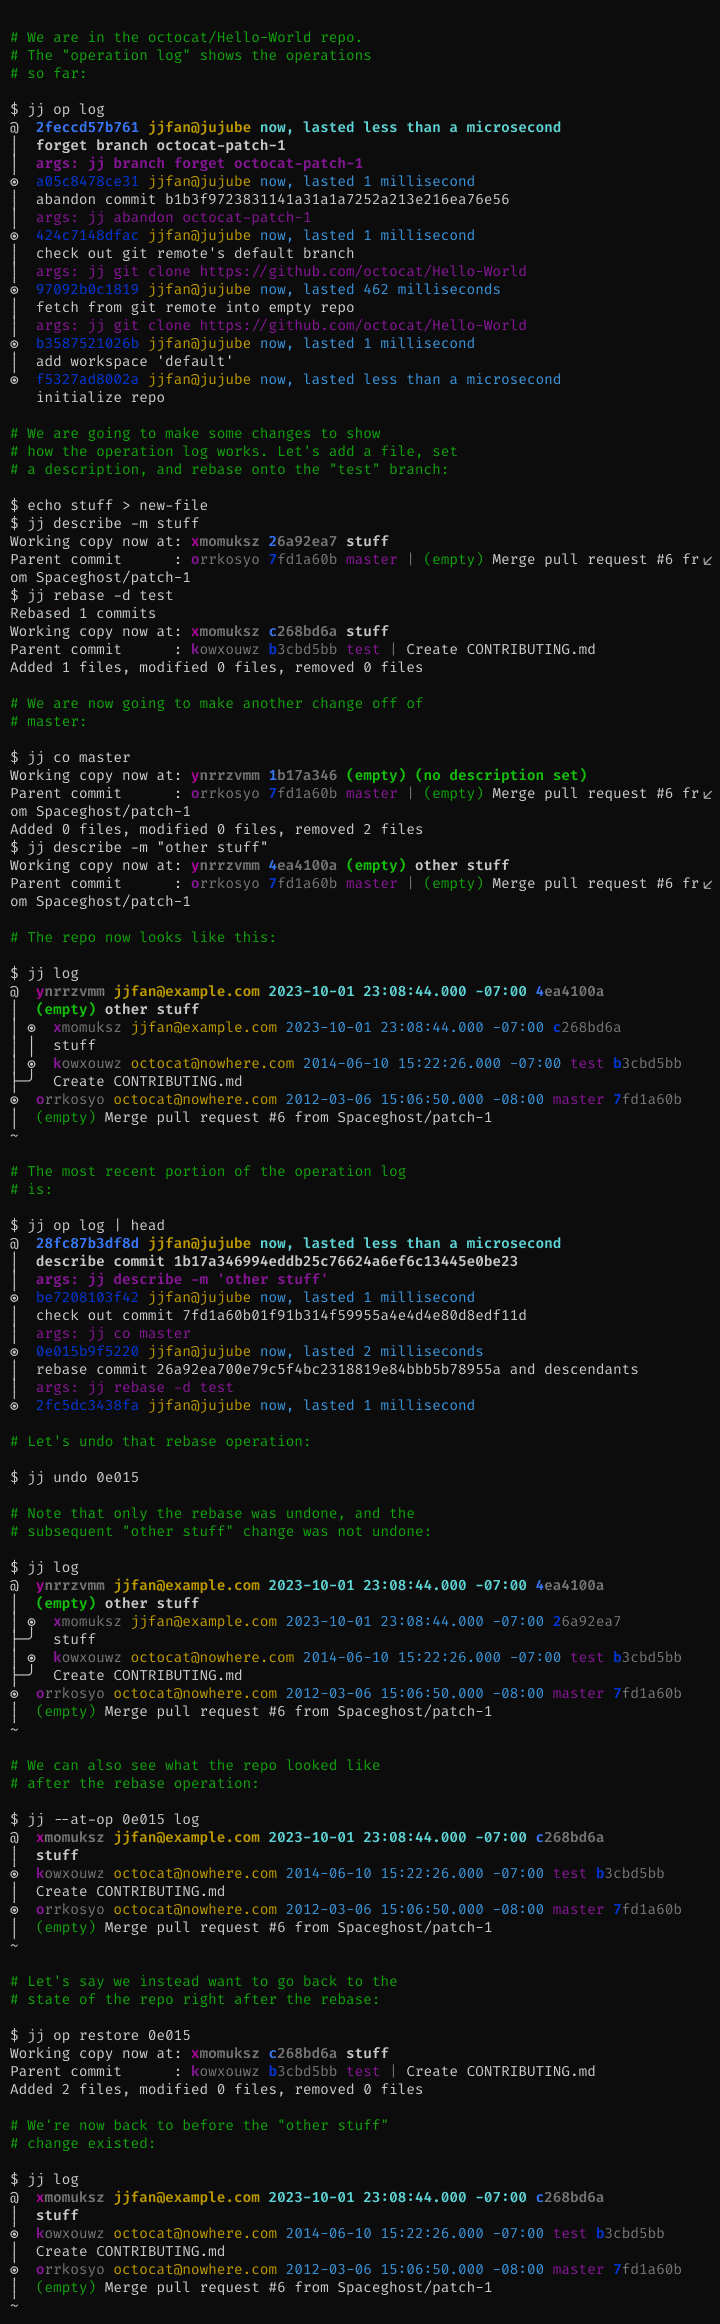 # We are in the octocat/Hello-World repo.
# The "operation log" shows the operations
# so far:
$ jj op log
@  2feccd57b761 jjfan@jujube now, lasted less than a microsecond
│  forget branch octocat-patch-1
│  args: jj branch forget octocat-patch-1
◉  a05c8478ce31 jjfan@jujube now, lasted 1 millisecond
│  abandon commit b1b3f9723831141a31a1a7252a213e216ea76e56
│  args: jj abandon octocat-patch-1
◉  424c7148dfac jjfan@jujube now, lasted 1 millisecond
│  check out git remote's default branch
│  args: jj git clone https://github.com/octocat/Hello-World
◉  97092b0c1819 jjfan@jujube now, lasted 462 milliseconds
│  fetch from git remote into empty repo
│  args: jj git clone https://github.com/octocat/Hello-World
◉  b3587521026b jjfan@jujube now, lasted 1 millisecond
│  add workspace 'default'
◉  f5327ad8002a jjfan@jujube now, lasted less than a microsecond
   initialize repo
# We are going to make some changes to show
# how the operation log works. Let's add a file, set
# a description, and rebase onto the "test" branch:
$ echo stuff > new-file
$ jj describe -m stuff
Working copy now at: xmomuksz 26a92ea7 stuff
Parent commit      : orrkosyo 7fd1a60b master | (empty) Merge pull request #6 fr↙
om Spaceghost/patch-1
$ jj rebase -d test
Rebased 1 commits
Working copy now at: xmomuksz c268bd6a stuff
Parent commit      : kowxouwz b3cbd5bb test | Create CONTRIBUTING.md
Added 1 files, modified 0 files, removed 0 files
# We are now going to make another change off of
# master:
$ jj co master
Working copy now at: ynrrzvmm 1b17a346 (empty) (no description set)
Parent commit      : orrkosyo 7fd1a60b master | (empty) Merge pull request #6 fr↙
om Spaceghost/patch-1
Added 0 files, modified 0 files, removed 2 files
$ jj describe -m "other stuff"
Working copy now at: ynrrzvmm 4ea4100a (empty) other stuff
Parent commit      : orrkosyo 7fd1a60b master | (empty) Merge pull request #6 fr↙
om Spaceghost/patch-1
# The repo now looks like this:
$ jj log
@  ynrrzvmm jjfan@example.com 2023-10-01 23:08:44.000 -07:00 4ea4100a
│  (empty) other stuff
│ ◉  xmomuksz jjfan@example.com 2023-10-01 23:08:44.000 -07:00 c268bd6a
│ │  stuff
│ ◉  kowxouwz octocat@nowhere.com 2014-06-10 15:22:26.000 -07:00 test b3cbd5bb
├─╯  Create CONTRIBUTING.md
◉  orrkosyo octocat@nowhere.com 2012-03-06 15:06:50.000 -08:00 master 7fd1a60b
│  (empty) Merge pull request #6 from Spaceghost/patch-1
~
# The most recent portion of the operation log
# is:
$ jj op log | head
@  28fc87b3df8d jjfan@jujube now, lasted less than a microsecond
│  describe commit 1b17a346994eddb25c76624a6ef6c13445e0be23
│  args: jj describe -m 'other stuff'
◉  be7208103f42 jjfan@jujube now, lasted 1 millisecond
│  check out commit 7fd1a60b01f91b314f59955a4e4d4e80d8edf11d
│  args: jj co master
◉  0e015b9f5220 jjfan@jujube now, lasted 2 milliseconds
│  rebase commit 26a92ea700e79c5f4bc2318819e84bbb5b78955a and descendants
│  args: jj rebase -d test
◉  2fc5dc3438fa jjfan@jujube now, lasted 1 millisecond
# Let's undo that rebase operation:
$ jj undo 0e015
# Note that only the rebase was undone, and the
# subsequent "other stuff" change was not undone:
$ jj log
@  ynrrzvmm jjfan@example.com 2023-10-01 23:08:44.000 -07:00 4ea4100a
│  (empty) other stuff
│ ◉  xmomuksz jjfan@example.com 2023-10-01 23:08:44.000 -07:00 26a92ea7
├─╯  stuff
│ ◉  kowxouwz octocat@nowhere.com 2014-06-10 15:22:26.000 -07:00 test b3cbd5bb
├─╯  Create CONTRIBUTING.md
◉  orrkosyo octocat@nowhere.com 2012-03-06 15:06:50.000 -08:00 master 7fd1a60b
│  (empty) Merge pull request #6 from Spaceghost/patch-1
~
# We can also see what the repo looked like
# after the rebase operation:
$ jj --at-op 0e015 log
@  xmomuksz jjfan@example.com 2023-10-01 23:08:44.000 -07:00 c268bd6a
│  stuff
◉  kowxouwz octocat@nowhere.com 2014-06-10 15:22:26.000 -07:00 test b3cbd5bb
│  Create CONTRIBUTING.md
◉  orrkosyo octocat@nowhere.com 2012-03-06 15:06:50.000 -08:00 master 7fd1a60b
│  (empty) Merge pull request #6 from Spaceghost/patch-1
~
# Let's say we instead want to go back to the
# state of the repo right after the rebase:
$ jj op restore 0e015
Working copy now at: xmomuksz c268bd6a stuff
Parent commit      : kowxouwz b3cbd5bb test | Create CONTRIBUTING.md
Added 2 files, modified 0 files, removed 0 files
# We're now back to before the "other stuff"
# change existed:
$ jj log
@  xmomuksz jjfan@example.com 2023-10-01 23:08:44.000 -07:00 c268bd6a
│  stuff
◉  kowxouwz octocat@nowhere.com 2014-06-10 15:22:26.000 -07:00 test b3cbd5bb
│  Create CONTRIBUTING.md
◉  orrkosyo octocat@nowhere.com 2012-03-06 15:06:50.000 -08:00 master 7fd1a60b
│  (empty) Merge pull request #6 from Spaceghost/patch-1
~